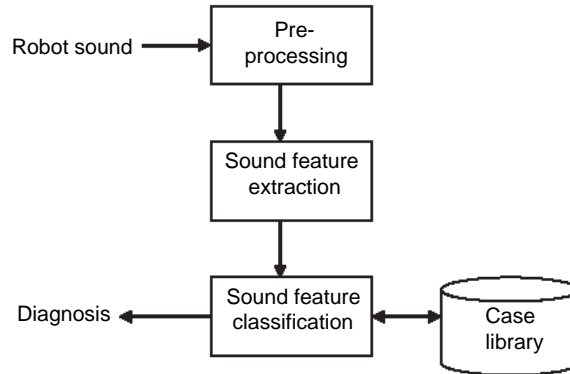 Pre-
processing
Robot sound
Sound feature
extraction
Sound feature
classification
Diagnosis
Case
library